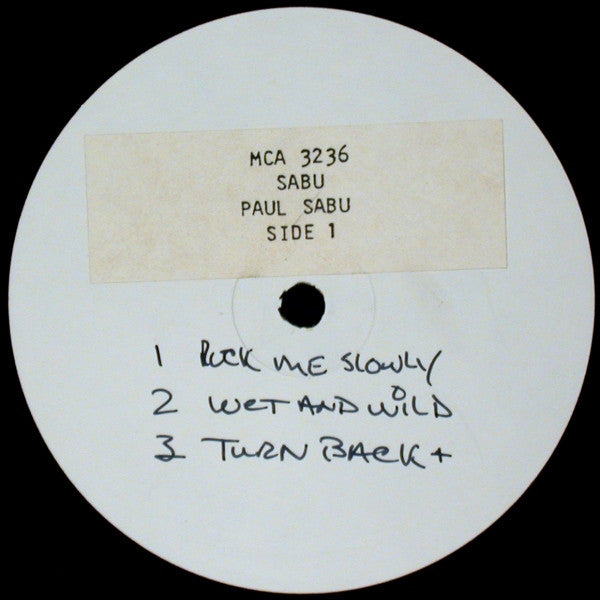 MCA 3236
SABU
PAUL SABU
SIDE 1
1 ROCK ME SLOWLY
2 WET AND WILD
3 TURN BACK +